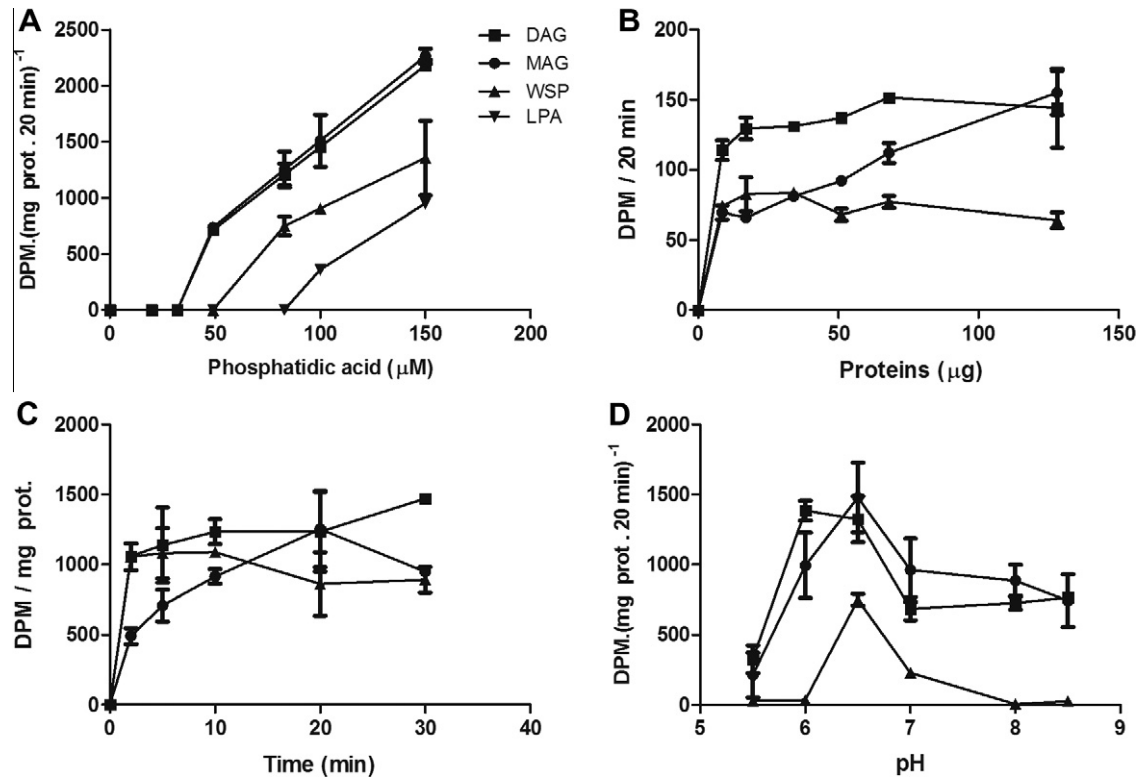 A
DPM.(mg prot. 20 min)⁻¹
2500
2000
1500
1000
500
0
0 50 100 150 200
Phosphatidic acid (μM)
DAG
MAG
WSP
LPA
B
DPM / 20 min
200
150
100
50
0
0 50 100 150
Proteins (μg)
C
DPM / mg prot.
2000
1500
1000
500
0
0 10 20 30 40
Time (min)
D
DPM.(mg prot . 20 min)⁻¹
2000
1500
1000
500
0
5 6 7 8 9
pH